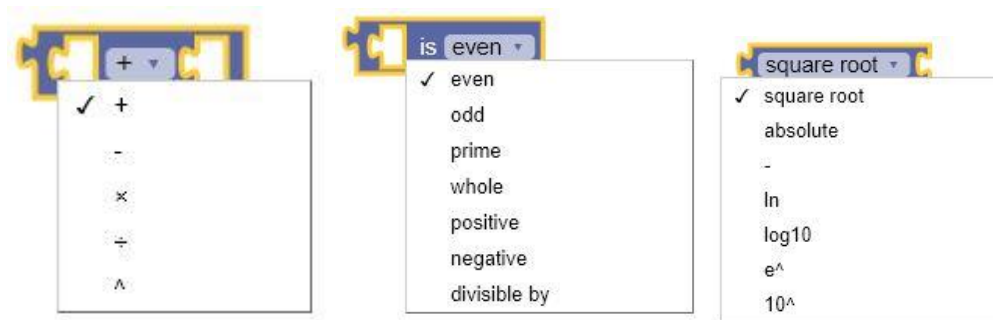 +
✓ +
-
×
÷
^
is even
✓ even
odd
prime
whole
positive
negative
divisible by
square root
✓ square root
absolute
-
ln
log10
e^
10^